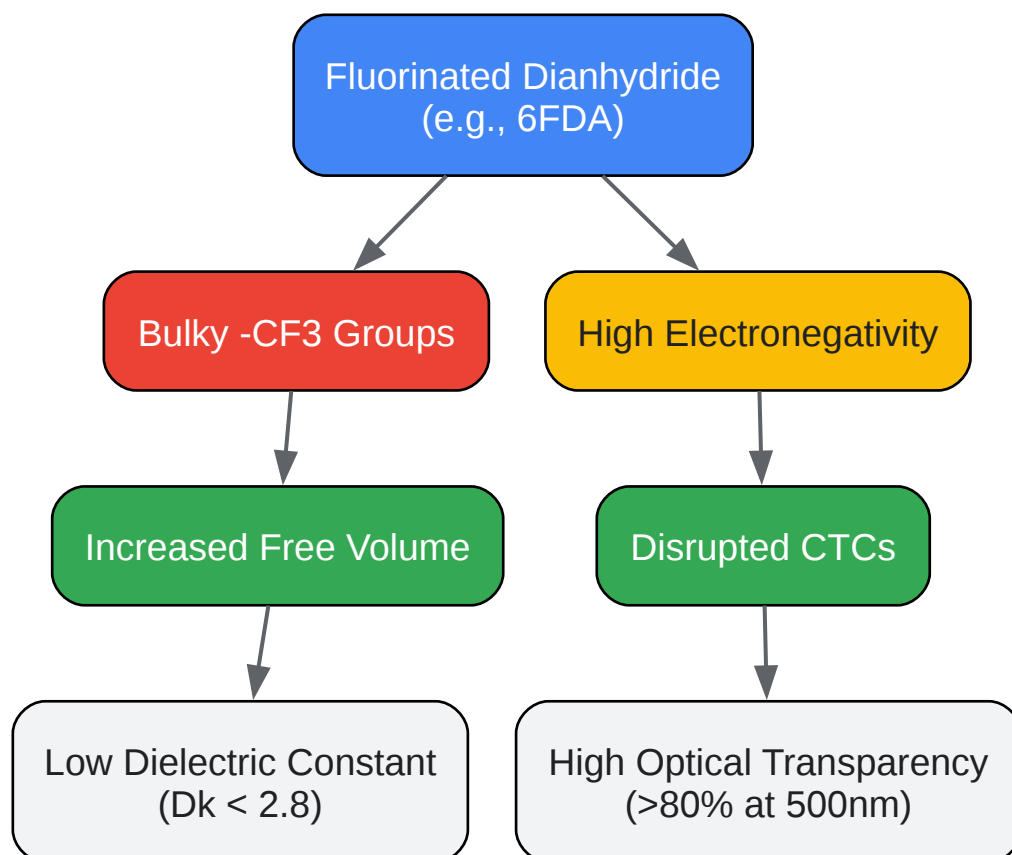 Fluorinated Dianhydride
(e.g., 6FDA)
Bulky -CF3 Groups
High Electronegativity
Increased Free Volume
Disrupted CTCs
Low Dielectric Constant
(Dk < 2.8)
High Optical Transparency
(>80% at 500nm)